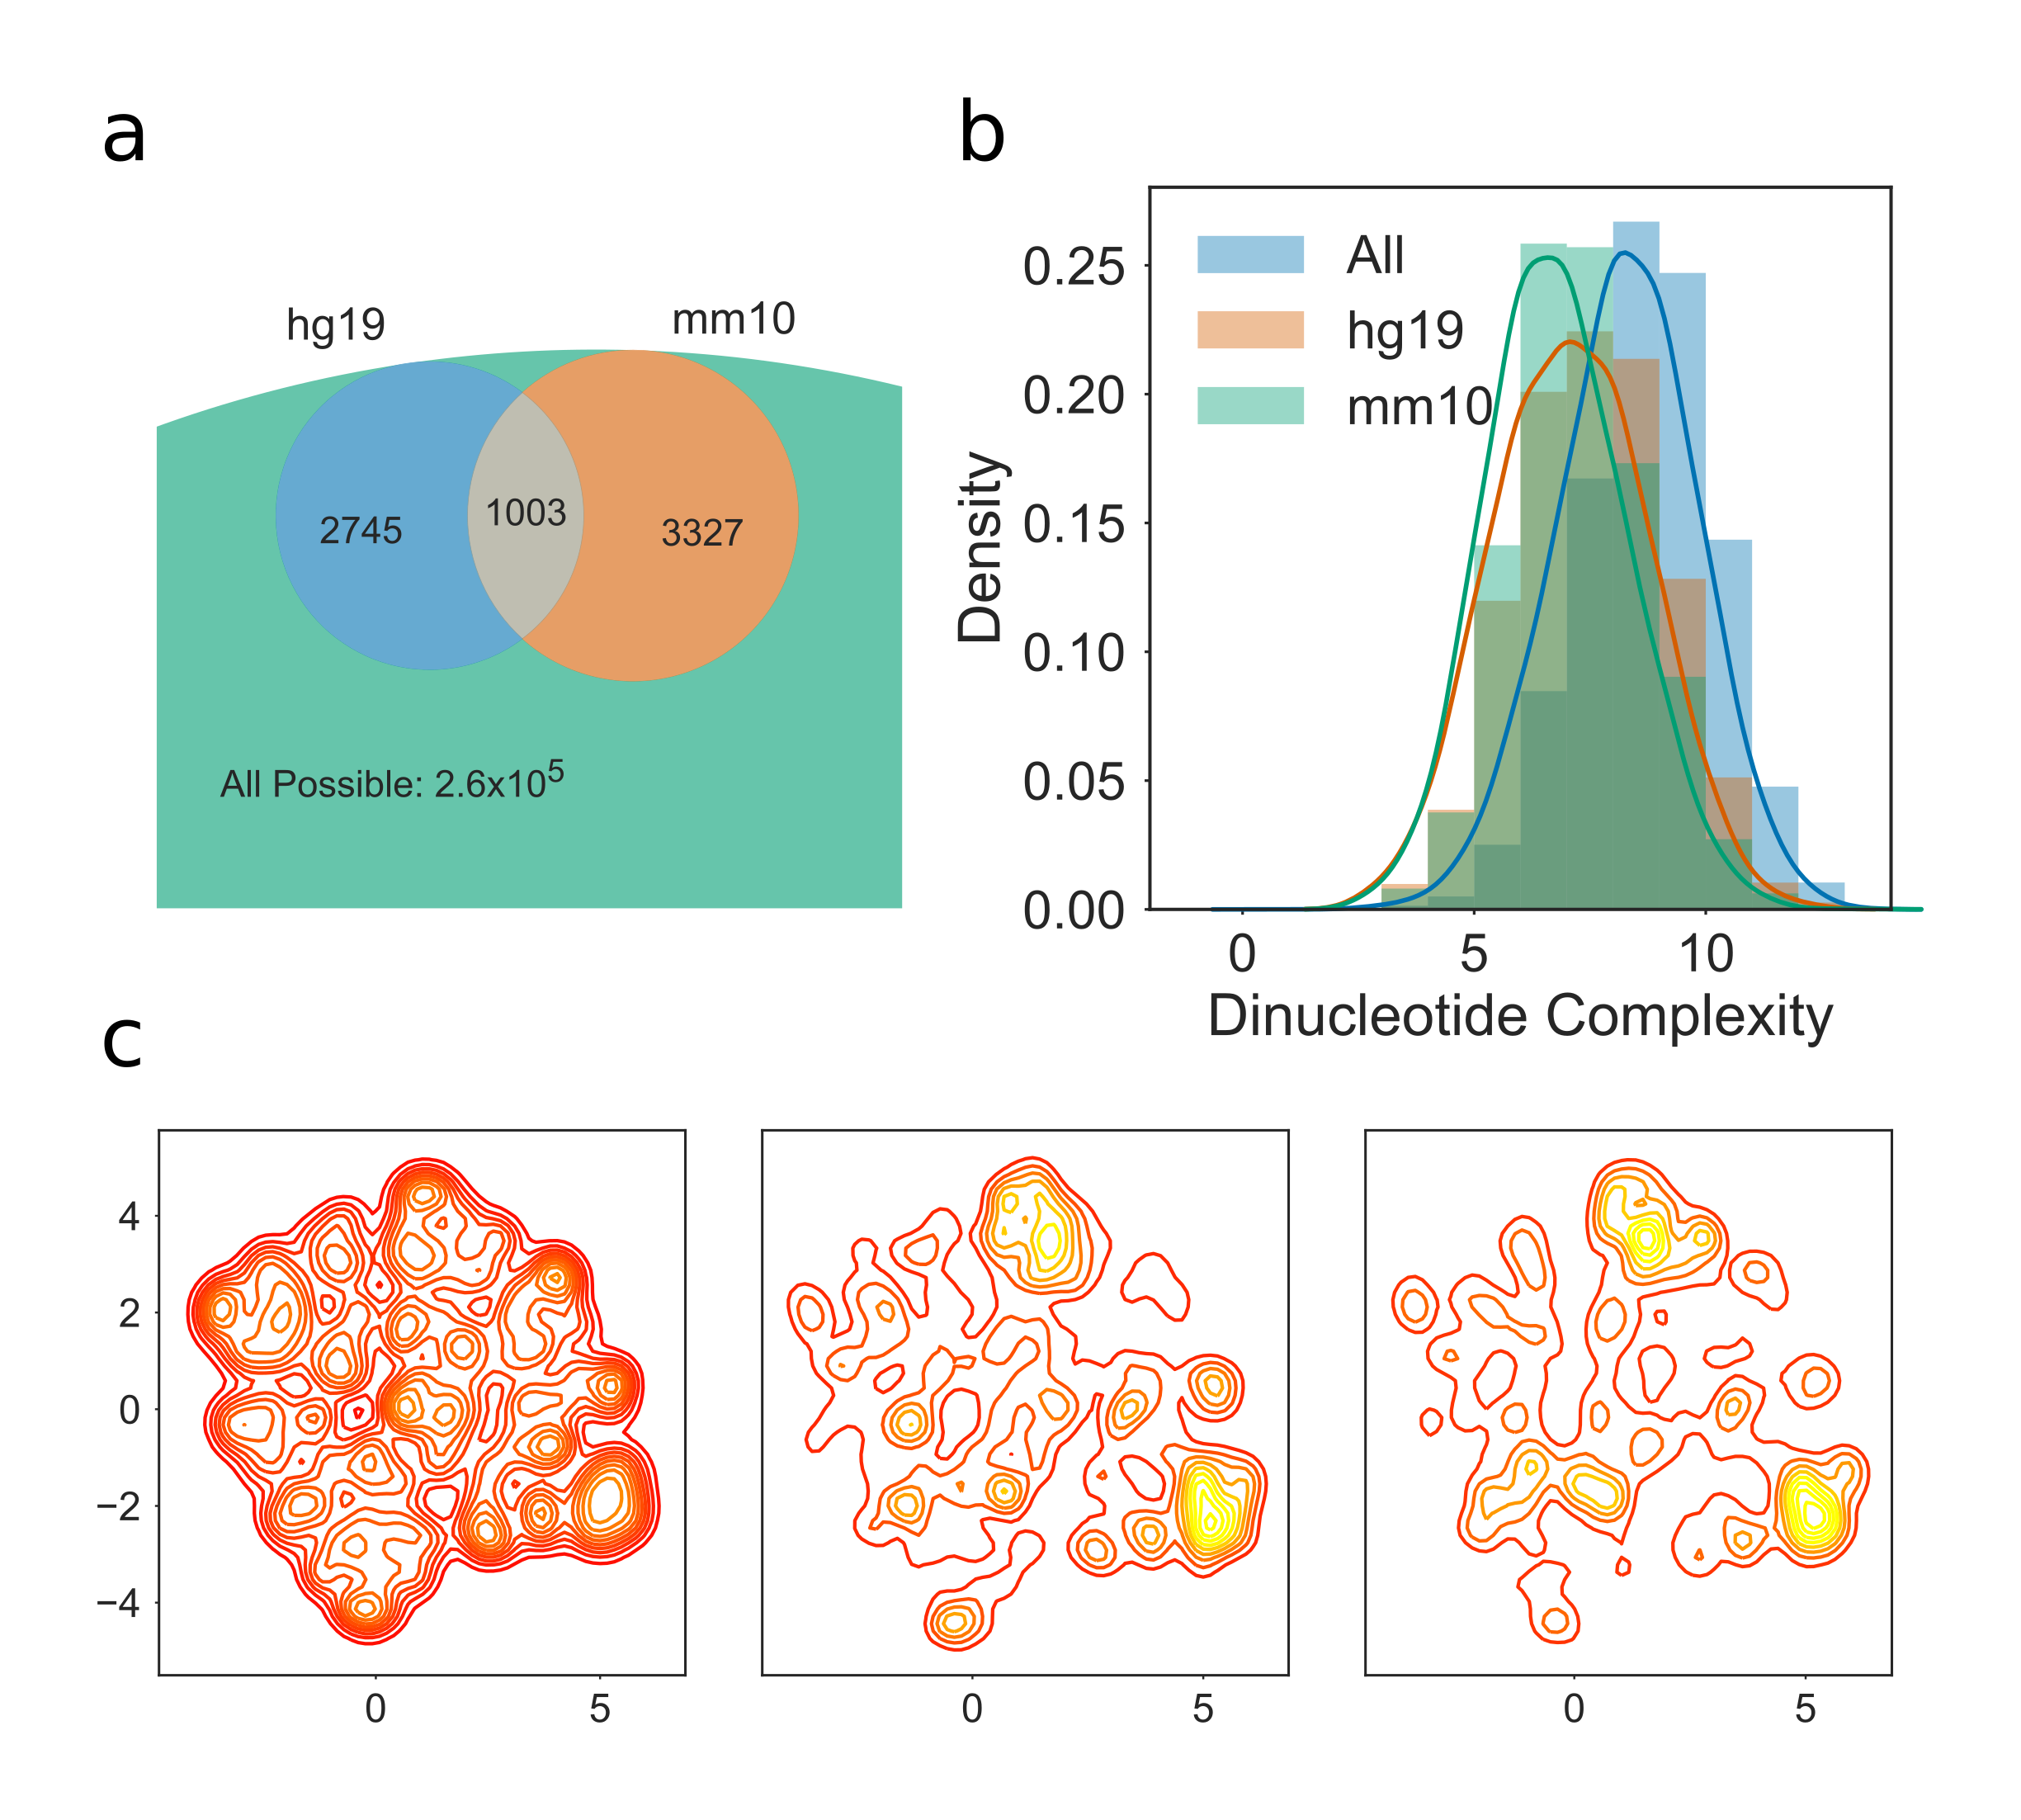 a
hg19
mm10
2745
1003
3327
All Possible: 2.6x10^5
b
All
hg19
mm10
Density
0.25
0.20
0.15
0.10
0.05
0.00
0 5 10
Dinucleotide Complexity
c
4
2
0
−2
−4
0 5
0 5
0 5